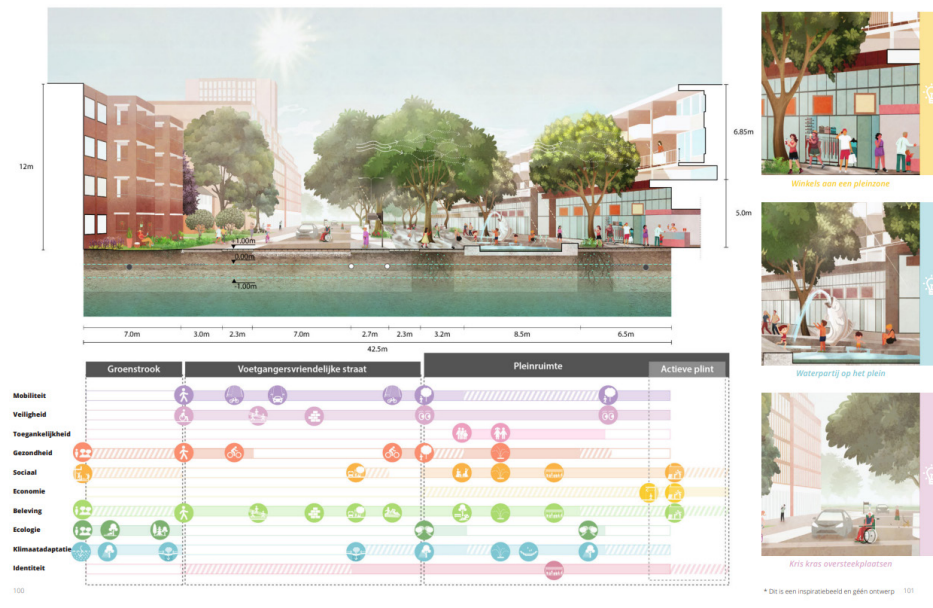 12m
6.85m
5.0m
+1.00m
0.00m
-1.00m
7.0m 3.0m 2.3m 7.0m 2.7m 2.3m 3.2m 8.5m 6.5m
42.5m
Winkels aan een pleinzone
Waterpartij op het plein
Kris kras oversteekplaatsen
Groenstrook Voetgangersvriendelijke straat Pleinruimte Actieve plint
Mobiliteit
Veiligheid
Toegankelijkheid
Gezondheid
Sociaal
Economie
Beleving
Ecologie
Klimaatadaptatie
Identiteit
100
* Dit is een inspiratiebeeld en géén ontwerp 101